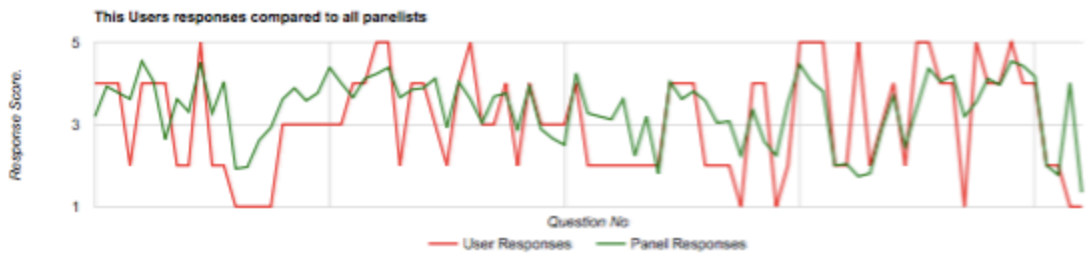 This Users responses compared to all panelists
Response Score.
5
3
1
Question No
User Responses
Panel Responses